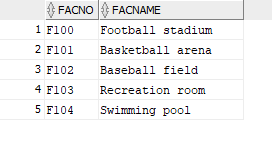 FACNO FACNAME
1 F100 Football stadium
2 F101 Basketball arena
3 F102 Baseball field
4 F103 Recreation room
5 F104 Swimming pool